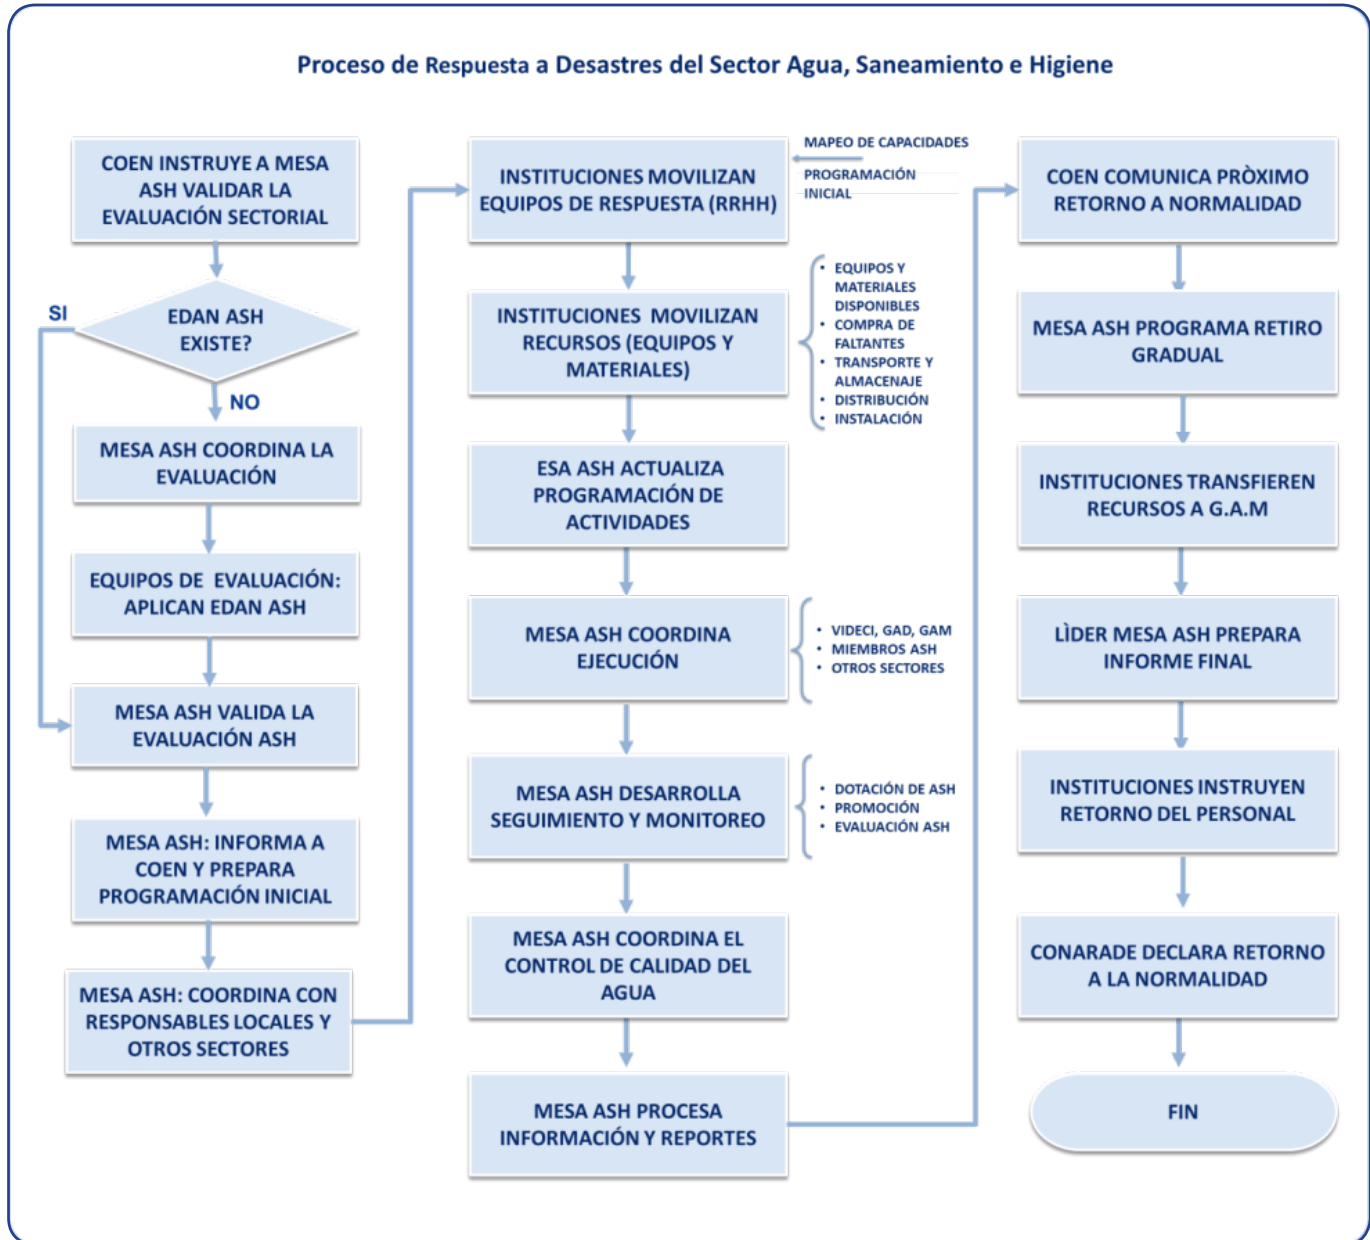 Proceso de Respuesta a Desastres del Sector Agua, Saneamiento e Higiene
COEN INSTRUYE A MESA
ASH VALIDAR LA
EVALUACIÓN SECTORIAL
EDAN ASH
EXISTE?
SI
NO
MESA ASH COORDINA LA
EVALUACIÓN
EQUIPOS DE EVALUACIÓN:
APLICAN EDAN ASH
MESA ASH VALIDA LA
EVALUACIÓN ASH
MESA ASH: INFORMA A
COEN Y PREPARA
PROGRAMACIÓN INICIAL
MESA ASH: COORDINA CON
RESPONSABLES LOCALES Y
OTROS SECTORES
INSTITUCIONES MOVILIZAN
EQUIPOS DE RESPUESTA (RRHH)
MAPEO DE CAPACIDADES
PROGRAMACIÓN
INICIAL
INSTITUCIONES MOVILIZAN
RECURSOS (EQUIPOS Y
MATERIALES)
• EQUIPOS Y
MATERIALES
DISPONIBLES
• COMPRA DE
FALTANTES
• TRANSPORTE Y
ALMACENAJE
• DISTRIBUCIÓN
• INSTALACIÓN
ESA ASH ACTUALIZA
PROGRAMACIÓN DE
ACTIVIDADES
MESA ASH COORDINA
EJECUCIÓN
• VIDECI, GAD, GAM
• MIEMBROS ASH
• OTROS SECTORES
MESA ASH DESARROLLA
SEGUIMIENTO Y MONITOREO
• DOTACIÓN DE ASH
• PROMOCIÓN
• EVALUACIÓN ASH
MESA ASH COORDINA EL
CONTROL DE CALIDAD DEL
AGUA
MESA ASH PROCESA
INFORMACIÓN Y REPORTES
COEN COMUNICA PRÒXIMO
RETORNO A NORMALIDAD
MESA ASH PROGRAMA RETIRO
GRADUAL
INSTITUCIONES TRANSFIEREN
RECURSOS A G.A.M
LÌDER MESA ASH PREPARA
INFORME FINAL
INSTITUCIONES INSTRUYEN
RETORNO DEL PERSONAL
CONARADE DECLARA RETORNO
A LA NORMALIDAD
FIN